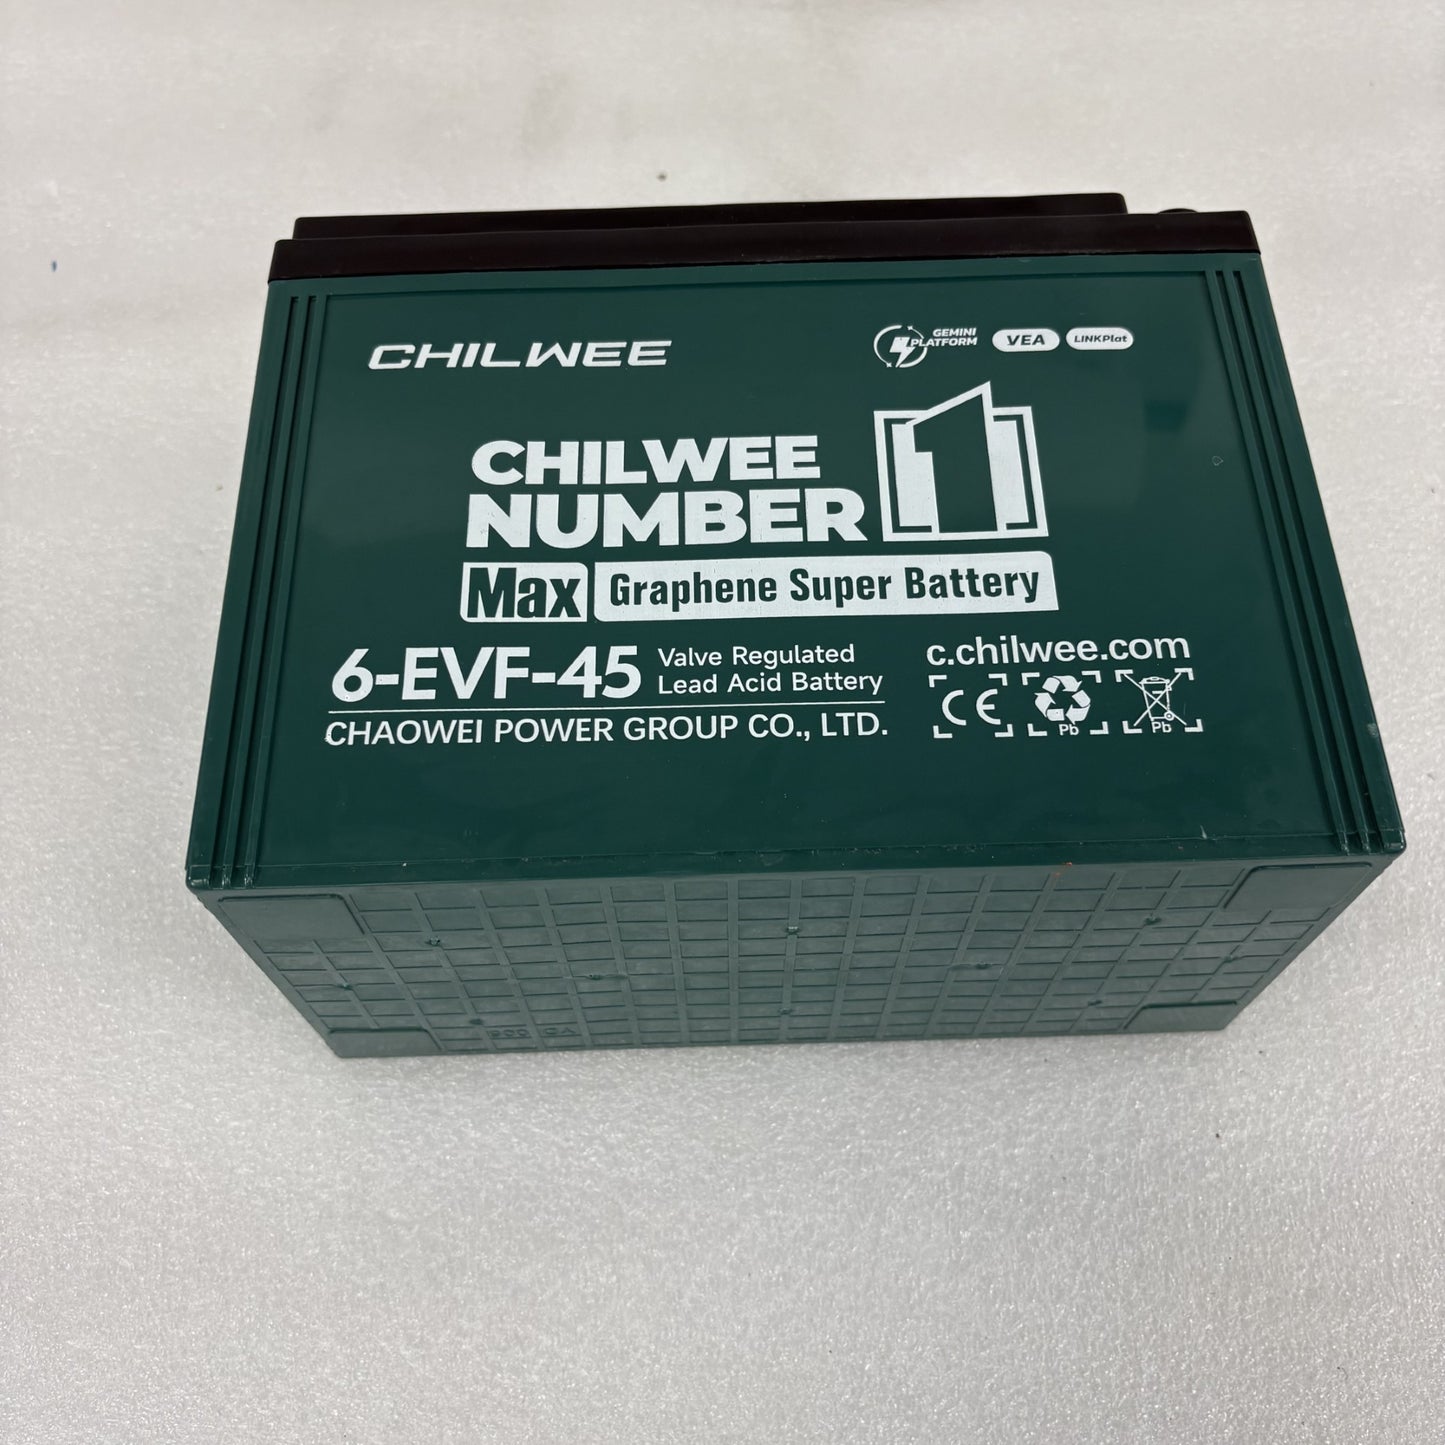 CHILWEE
GEMINI
PLATFORM
VEA
LINKPlat
CHILWEE
NUMBER 1
Max Graphene Super Battery
6-EVF-45
Valve Regulated
Lead Acid Battery
CHAOWEI POWER GROUP CO., LTD.
c.chilwee.com
CE
Pb
Pb